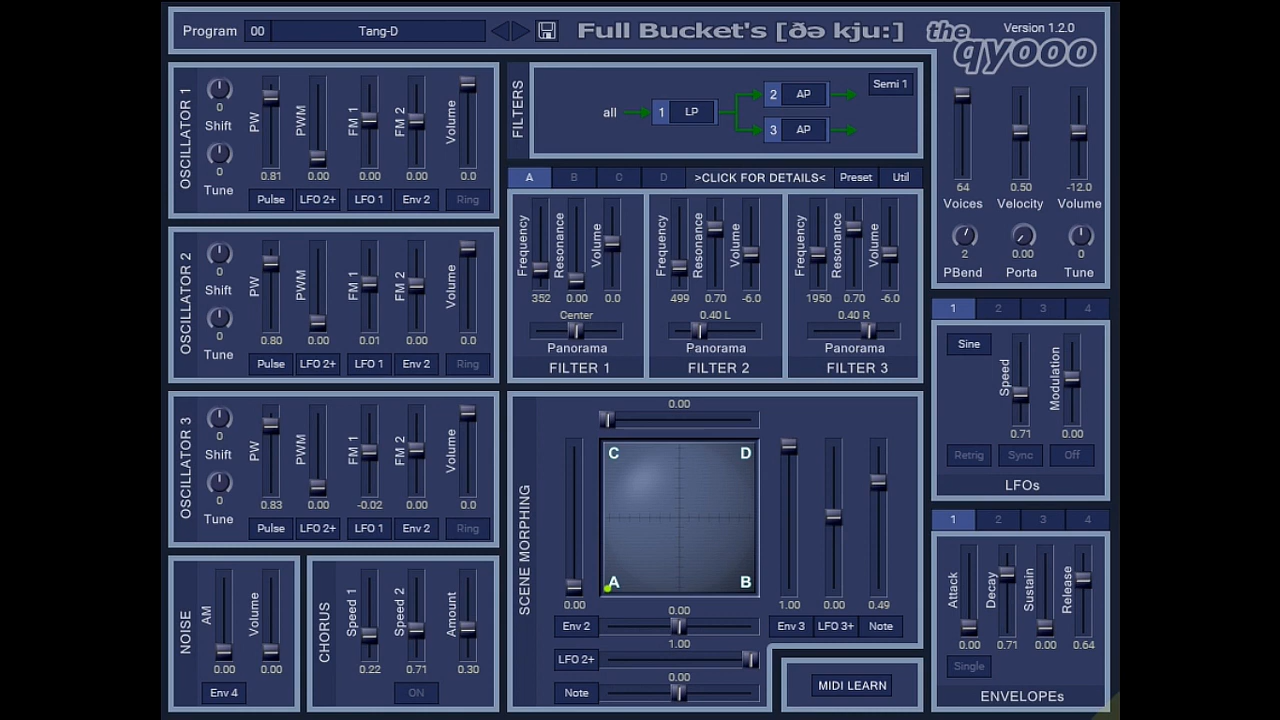 Program 00 Tang-D Full Bucket's [ðə kju:] the qyooo Version 1.2.0
OSCILLATOR 1
Shift 0
Tune 0
PW PWM FM 1 FM 2 Volume
0.81 0.00 0.00 0.00 0.0
Pulse LFO 2+ LFO 1 Env 2 Ring
OSCILLATOR 2
Shift 0
Tune 0
PW PWM FM 1 FM 2 Volume
0.80 0.00 0.01 0.00 0.0
Pulse LFO 2+ LFO 1 Env 2 Ring
OSCILLATOR 3
Shift 0
Tune 0
PW PWM FM 1 FM 2 Volume
0.83 0.00 -0.02 0.00 0.0
Pulse LFO 2+ LFO 1 Env 2 Ring
NOISE
AM Volume
0.00 0.00
Env 4
CHORUS
Speed 1 Speed 2 Amount
0.22 0.71 0.30
ON
FILTERS
all 1 LP 2 AP 3 AP Semi 1
A B C D >CLICK FOR DETAILS< Preset Util
Frequency Resonance Volume
352 0.00 0.0
Center
Panorama
FILTER 1
Frequency Resonance Volume
499 0.70 -6.0
0.40 L
Panorama
FILTER 2
Frequency Resonance Volume
1950 0.70 -6.0
0.40 R
Panorama
FILTER 3
SCENE MORPHING
0.00
C D
A B
0.00 0.00 1.00 0.00 0.49
Env 2 1.00 Env 3 LFO 3+ Note
LFO 2+ 0.00
Note
MIDI LEARN
64 0.50 -12.0
Voices Velocity Volume
2 0.00 0
PBend Porta Tune
1 2 3 4
Sine Speed Modulation
0.71 0.00
Retrig Sync Off
LFOs
1 2 3 4
Attack Decay Sustain Release
0.00 0.71 0.00 0.64
Single
ENVELOPEs